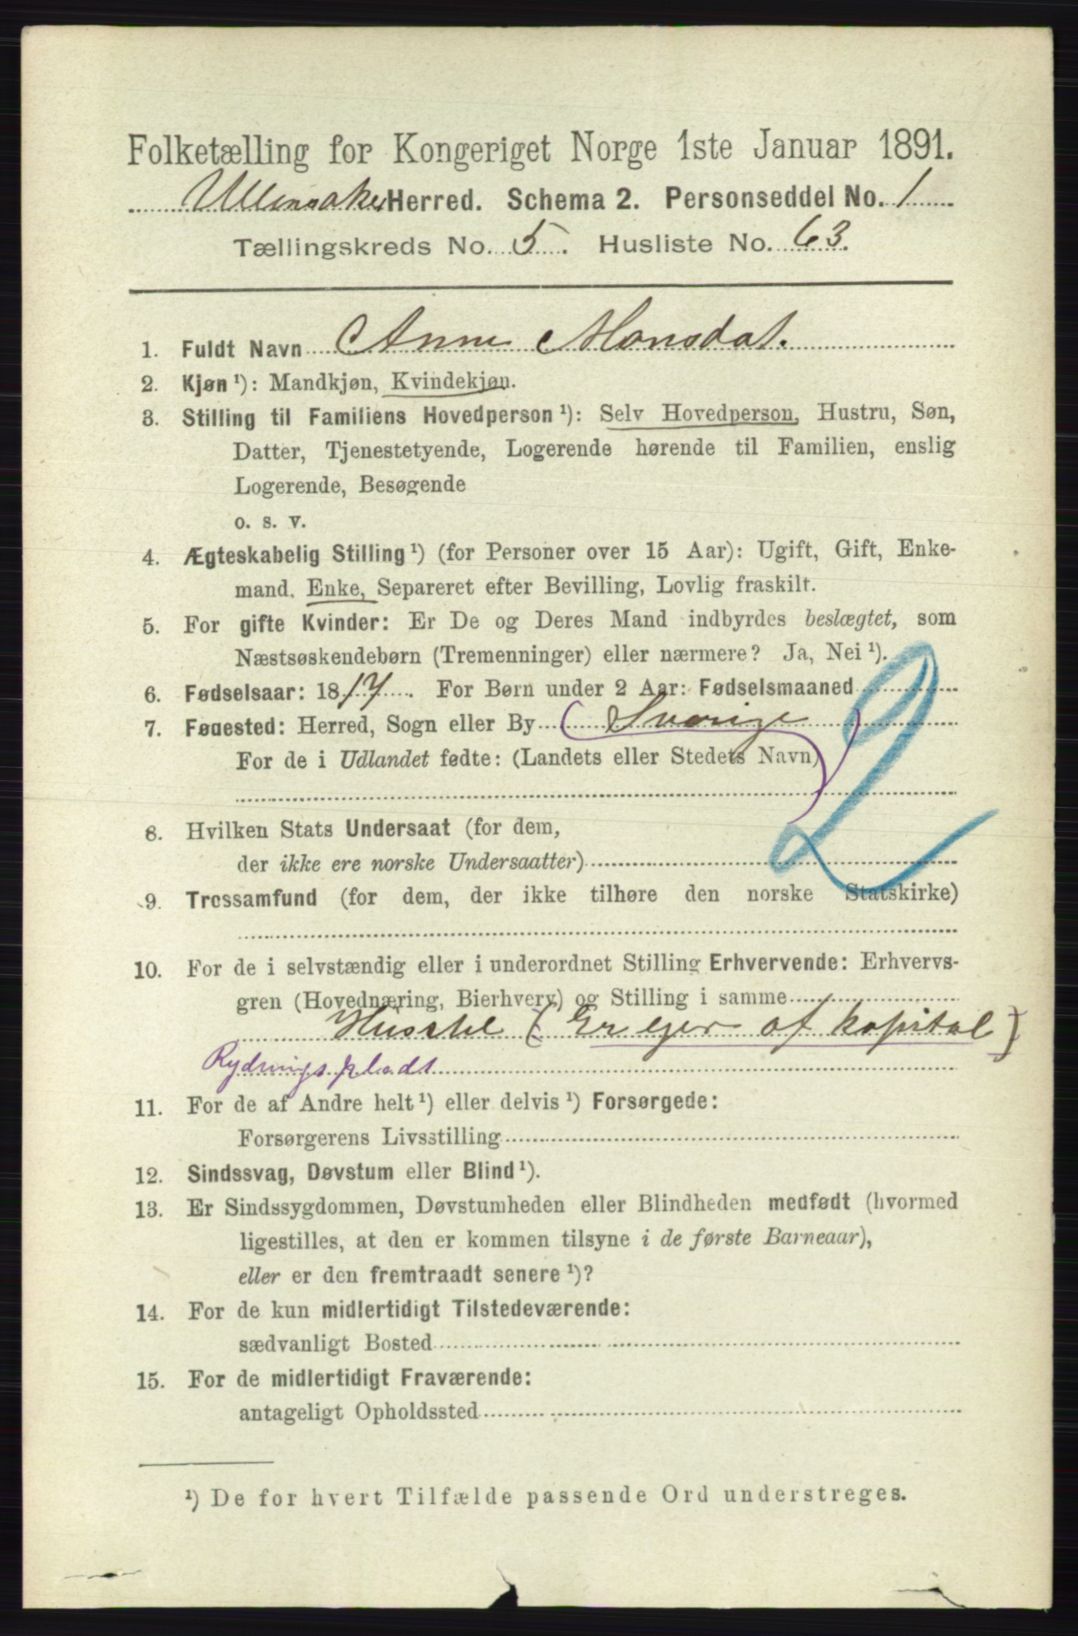 Folketælling for Kongeriget Norge 1ste Januar 1891.
Ullensaker Herred. Schema 2. Personseddel No. 1
Tællingskreds No. 5. Husliste No. 63.
1. Fuldt Navn Anne Monsdat.
2. Kjøn ¹): Mandkjøn, Kvindekjøn.
3. Stilling til Familiens Hovedperson ¹): Selv Hovedperson, Hustru, Søn,
Datter, Tjenestetyende, Logerende hørende til Familien, enslig
Logerende, Besøgende
o. s. v.
4. Ægteskabelig Stilling ¹) (for Personer over 15 Aar): Ugift, Gift, Enke-
mand, Enke, Separeret efter Bevilling, Lovlig fraskilt.
5. For gifte Kvinder: Er De og Deres Mand indbyrdes beslægtet, som
Næstsøskendebørn (Tremenninger) eller nærmere? Ja, Nei ¹).
6. Fødselsaar: 1817. For Børn under 2 Aar: Fødselsmaaned
7. Fødested: Herred, Sogn eller By (Sverige)
For de i Udlandet fødte: (Landets eller Stedets Navn)
2
8. Hvilken Stats Undersaat (for dem,
der ikke ere norske Undersaatter)
9. Trossamfund (for dem, der ikke tilhøre den norske Statskirke)
10. For de i selvstændig eller i underordnet Stilling Erhvervende: Erhvervs-
gren (Hovednæring, Bierhverv) og Stilling i samme
(Er ejer af kapital)
Rydningsplads
11. For de af Andre helt ¹) eller delvis ¹) Forsørgede:
Forsørgerens Livsstilling
12. Sindssvag, Døvstum eller Blind ¹).
13. Er Sindssygdommen, Døvstumheden eller Blindheden medfødt (hvormed
ligestilles, at den er kommen tilsyne i de første Barneaar),
eller er den fremtraadt senere ¹)?
14. For de kun midlertidigt Tilstedeværende:
sædvanligt Bosted
15. For de midlertidigt Fraværende:
antageligt Opholdssted
¹) De for hvert Tilfælde passende Ord understreges.